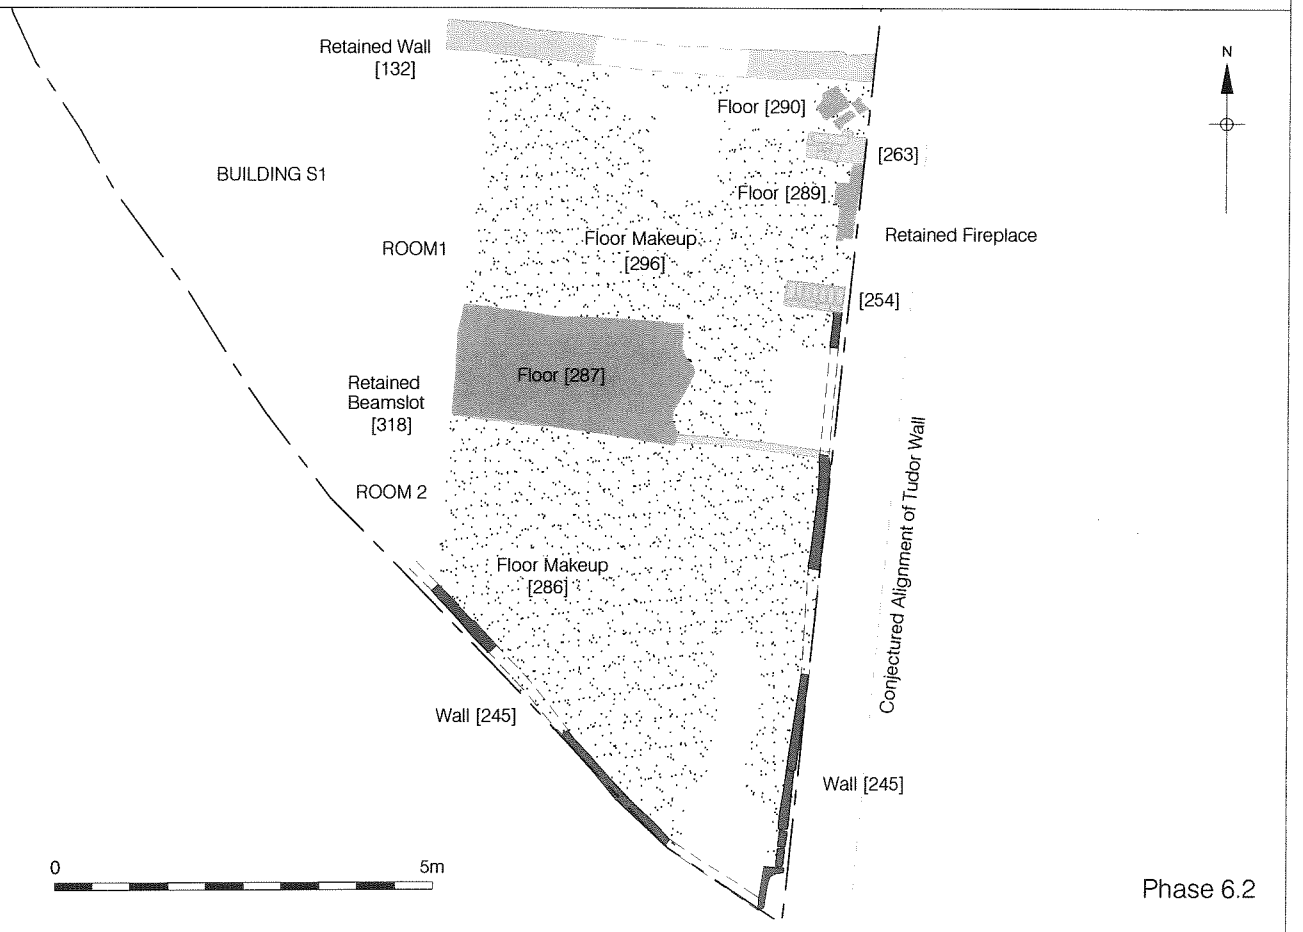 Retained Wall
[132]
N
Floor [290]
[263]
BUILDING S1
Floor [289]
ROOM1
Floor Makeup
[296]
Retained Fireplace
[254]
Floor [287]
Retained
Beamslot
[318]
Conjectured Alignment of Tudor Wall
ROOM 2
Floor Makeup
[286]
Wall [245]
Wall [245]
0
5m
Phase 6.2